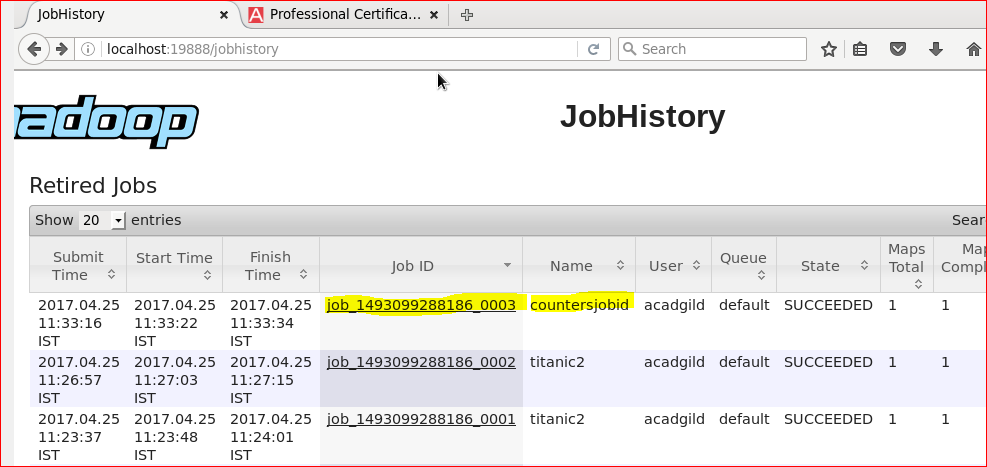 JobHistory
Professional Certifica...
localhost:19888/jobhistory
Search
adoop
JobHistory
Retired Jobs
Show 20 entries
Sear
Submit Time
Start Time
Finish Time
Job ID
Name
User
Queue
State
Maps Total
Map Compl
2017.04.25 2017.04.25 2017.04.25 job_1493099288186_0003 countersjobid acadgild default SUCCEEDED 1 1
11:33:16 11:33:22 11:33:34
IST IST IST
2017.04.25 2017.04.25 2017.04.25 job_1493099288186_0002 titanic2 acadgild default SUCCEEDED 1 1
11:26:57 11:27:03 11:27:15
IST IST IST
2017.04.25 2017.04.25 2017.04.25 job_1493099288186_0001 titanic2 acadgild default SUCCEEDED 1 1
11:23:37 11:23:48 11:24:01
IST IST IST